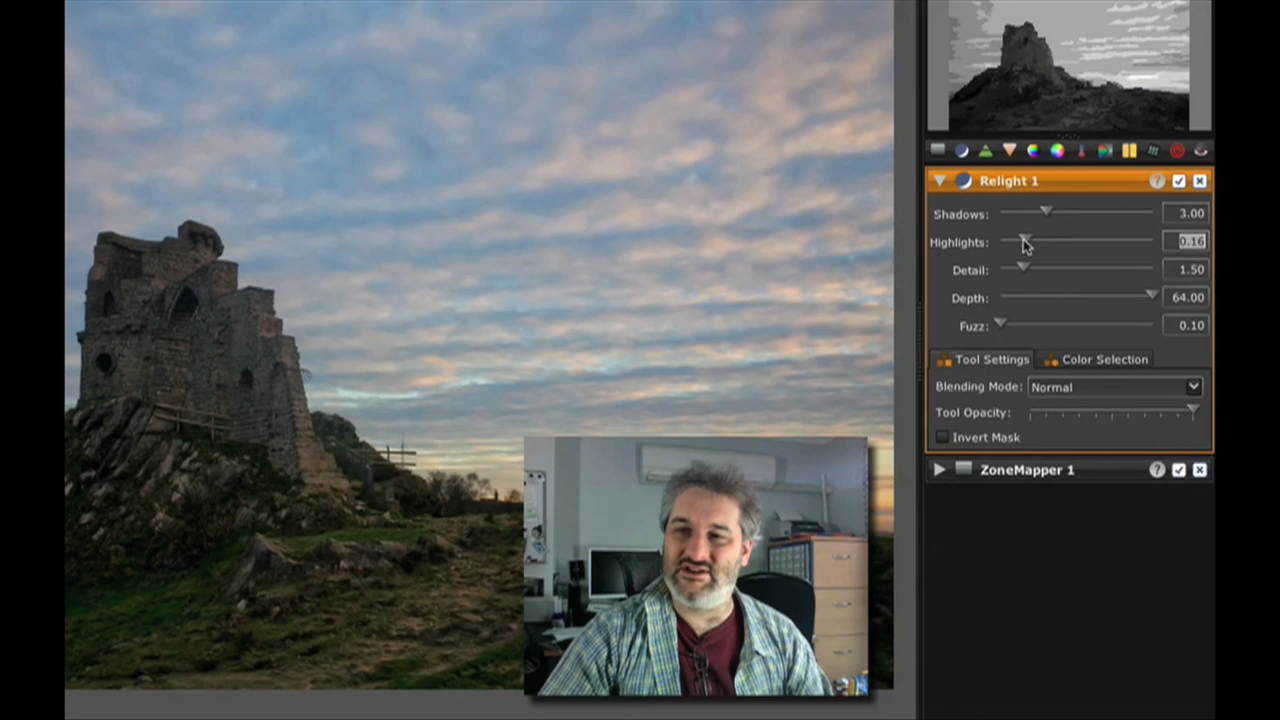 Relight 1 ?
Shadows: 3.00
Highlights: 0.16
Detail: 1.50
Depth: 64.00
Fuzz: 0.10
Tool Settings Color Selection
Blending Mode: Normal
Tool Opacity:
Invert Mask
ZoneMapper 1 ?